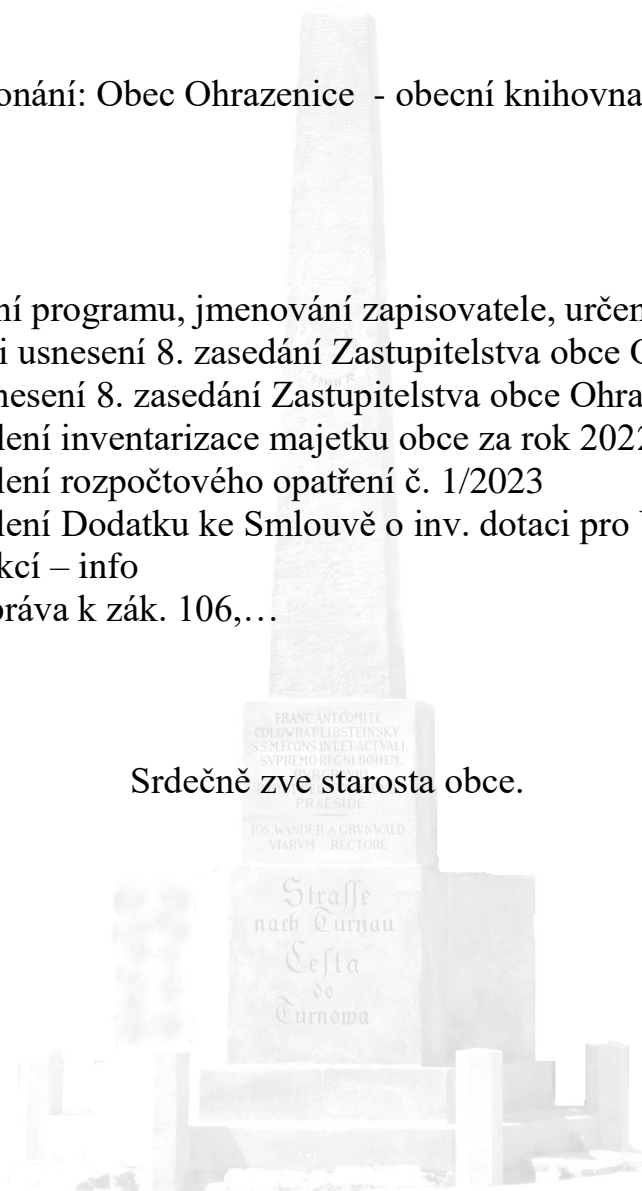 onání: Obec Ohrazenice - obecní knihovna
ní programu, jmenování zapisovatele, určen
i usnesení 8. zasedání Zastupitelstva obce O
nesení 8. zasedání Zastupitelstva obce Ohra
lení inventarizace majetku obce za rok 2022
lení rozpočtového opatření č. 1/2023
lení Dodatku ke Smlouvě o inv. dotaci pro
kcí – info
práva k zák. 106,…
FRANC ANT COMITE
COLOWRAT LIBSTEINSKY
S.S.M.I.CONS INT.ET ACTVALI,
SVPREMO REGNI BOHEM.
Srdečně zve starosta obce.
PRAESIDE
IOS.WANDER A GRVNWALD
VIARVM RECTORE
Straſſe
nach Turnau
Ceſta
do
Turnowa